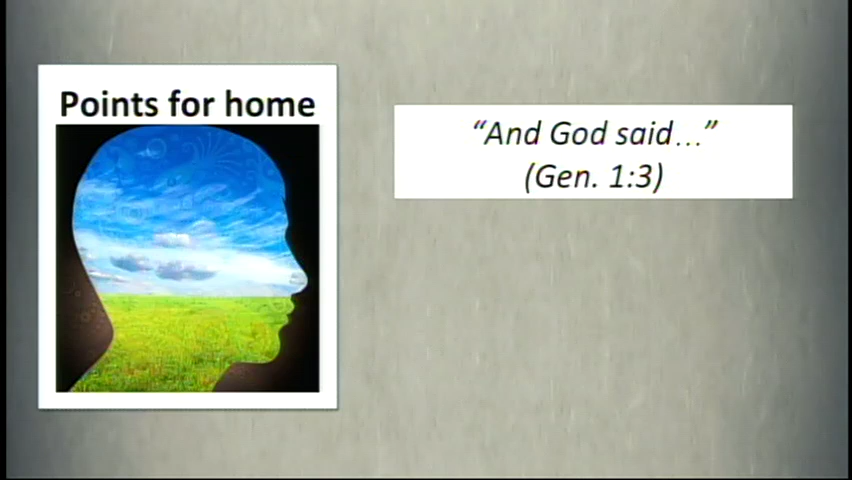 Points for home
“And God said…”
(Gen. 1:3)